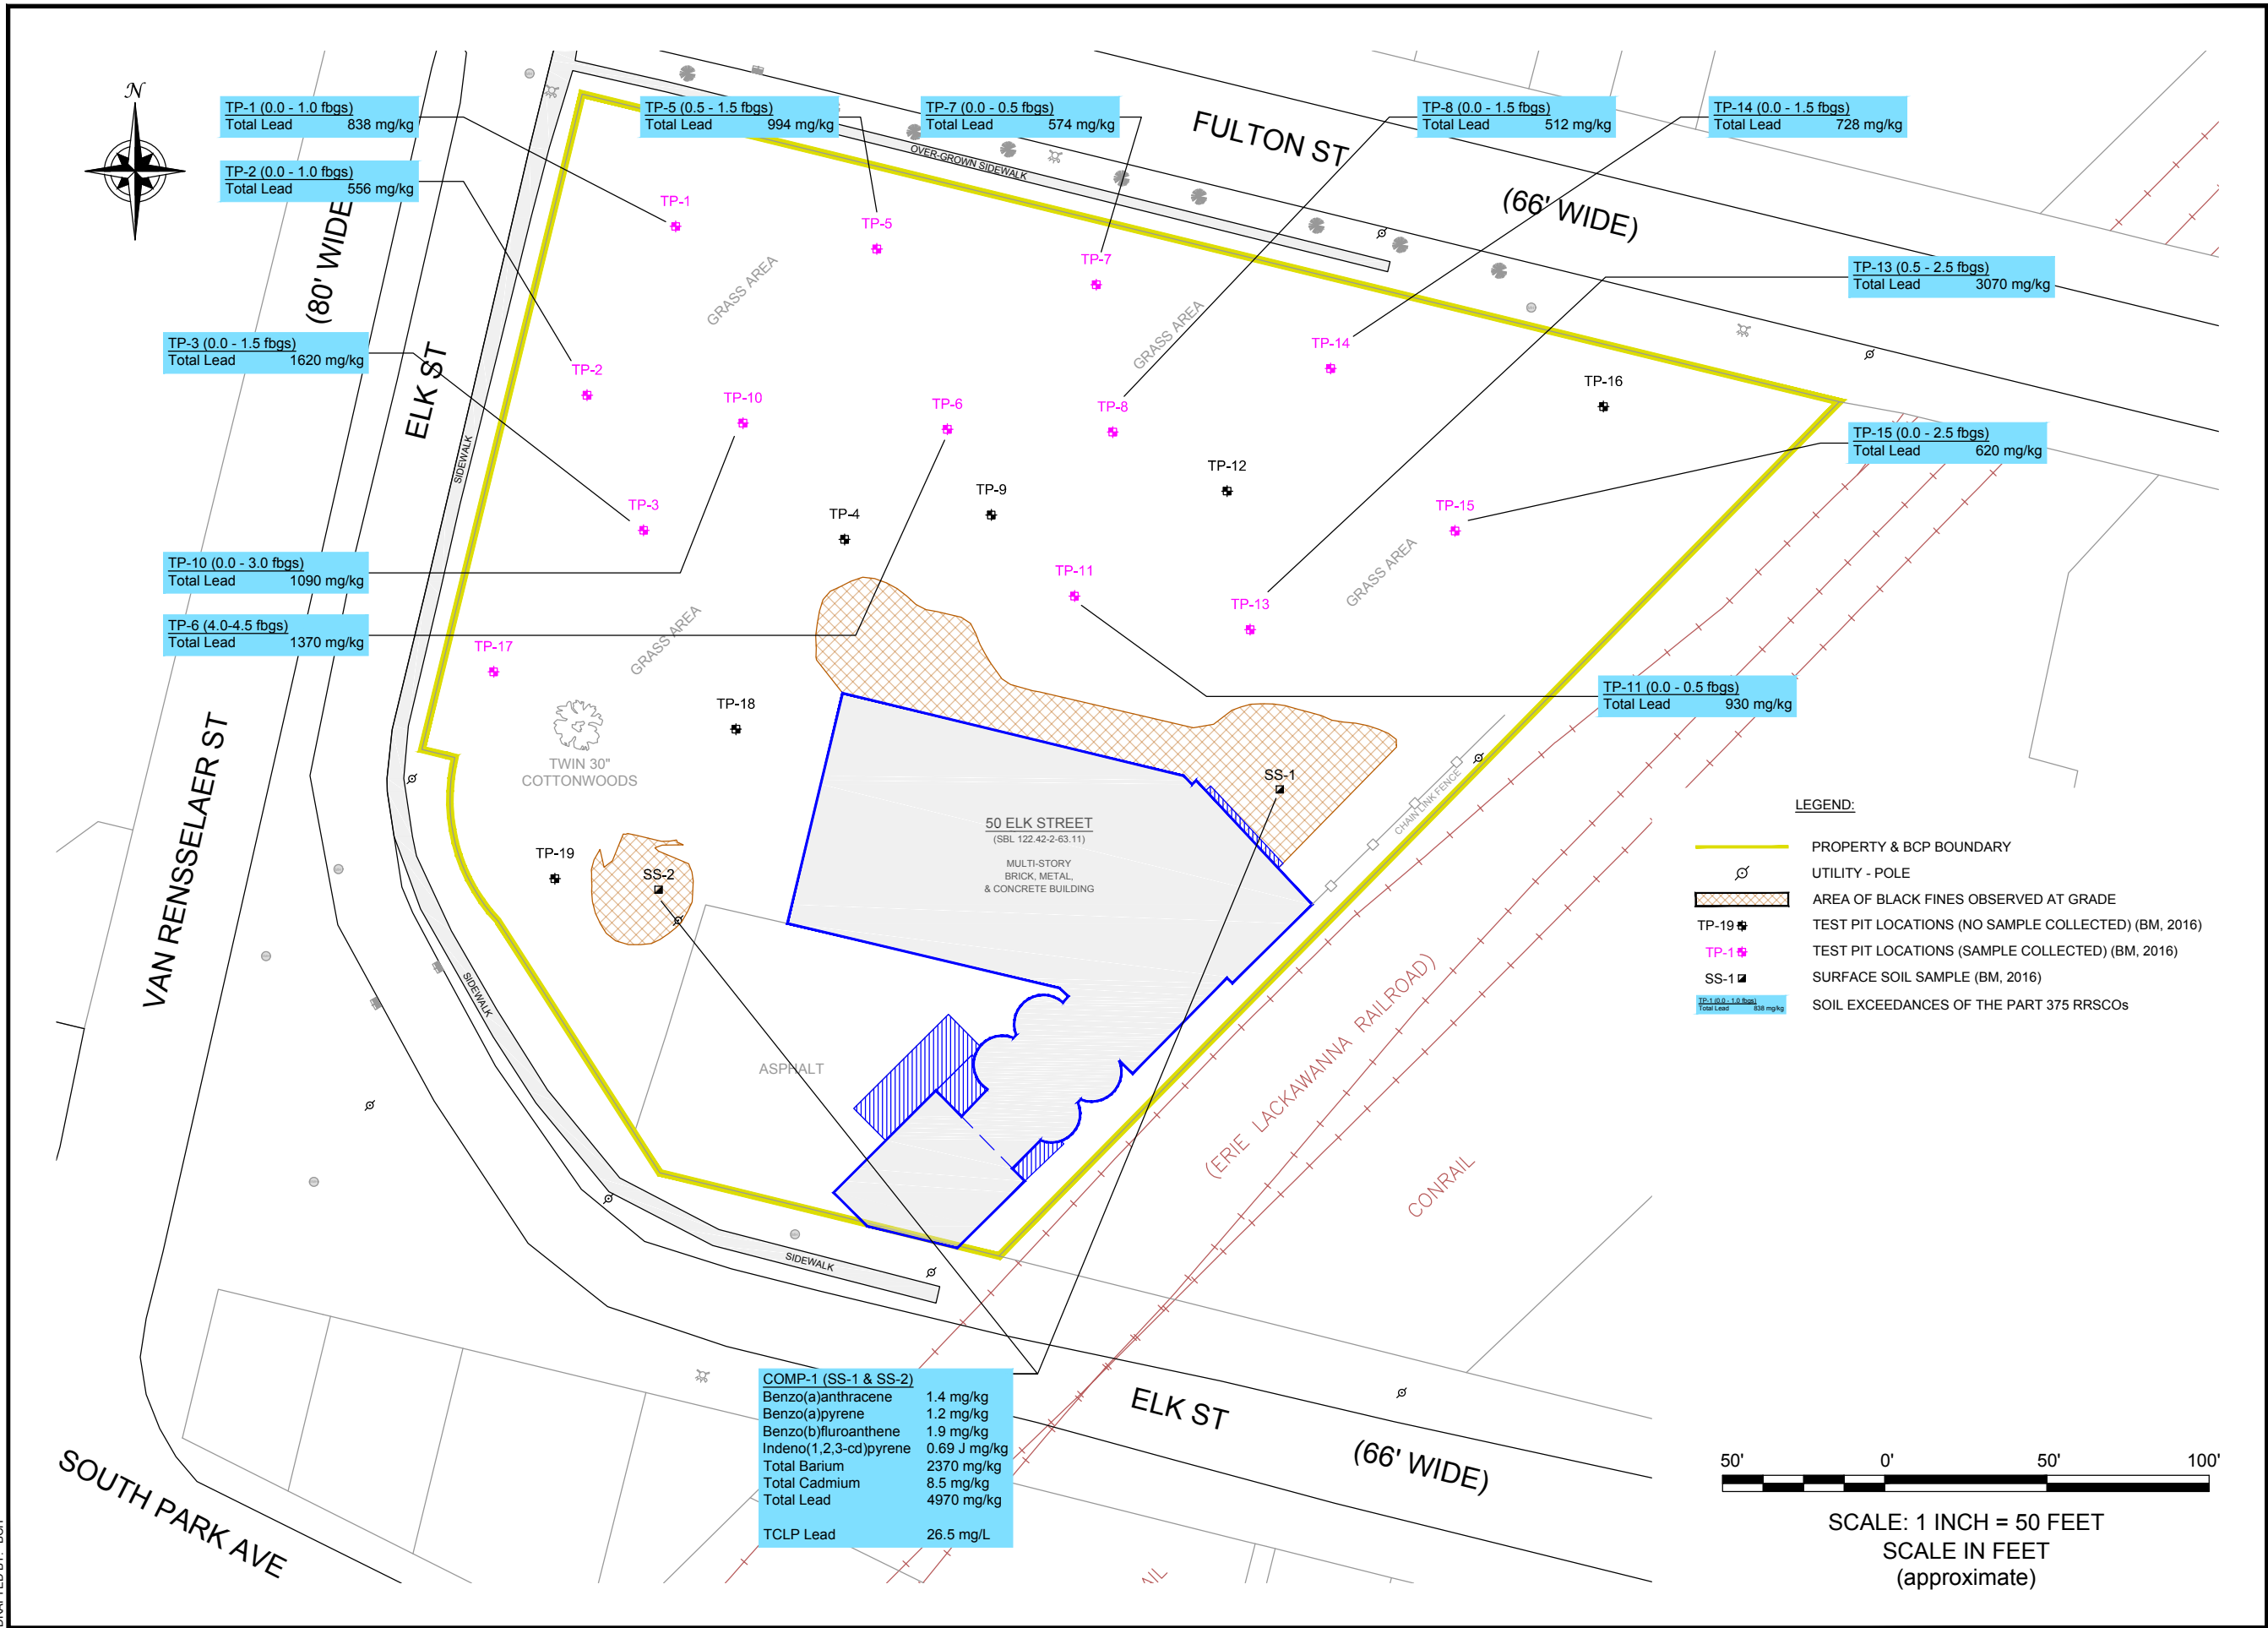 N
TP-1 (0.0 - 1.0 fbgs)
Total Lead 838 mg/kg
TP-5 (0.5 - 1.5 fbgs)
Total Lead 994 mg/kg
TP-7 (0.0 - 0.5 fbgs)
Total Lead 574 mg/kg
TP-8 (0.0 - 1.5 fbgs)
Total Lead 512 mg/kg
TP-14 (0.0 - 1.5 fbgs)
Total Lead 728 mg/kg
FULTON ST
(66' WIDE)
OVER-GROWN SIDEWALK
TP-2 (0.0 - 1.0 fbgs)
Total Lead 556 mg/kg
(80' WIDE
ELK ST
SIDEWALK
TP-1
TP-5
TP-7
GRASS AREA
GRASS AREA
TP-13 (0.5 - 2.5 fbgs)
Total Lead 3070 mg/kg
TP-3 (0.0 - 1.5 fbgs)
Total Lead 1620 mg/kg
TP-2
TP-10
TP-6
TP-8
TP-14
TP-16
TP-15 (0.0 - 2.5 fbgs)
Total Lead 620 mg/kg
TP-3
TP-4
TP-9
TP-12
TP-15
TP-10 (0.0 - 3.0 fbgs)
Total Lead 1090 mg/kg
TP-11
TP-13
GRASS AREA
GRASS AREA
TP-6 (4.0-4.5 fbgs)
Total Lead 1370 mg/kg
TP-17
TP-18
TP-11 (0.0 - 0.5 fbgs)
Total Lead 930 mg/kg
VAN RENSSELAER ST
TWIN 30"
COTTONWOODS
SS-1
CHAIN LINK FENCE
50 ELK STREET
(SBL 122.42-2-63.11)
MULTI-STORY
BRICK, METAL,
& CONCRETE BUILDING
TP-19
SS-2
SIDEWALK
ASPHALT
LEGEND:
PROPERTY & BCP BOUNDARY
UTILITY - POLE
AREA OF BLACK FINES OBSERVED AT GRADE
TP-19 TEST PIT LOCATIONS (NO SAMPLE COLLECTED) (BM, 2016)
TP-1 TEST PIT LOCATIONS (SAMPLE COLLECTED) (BM, 2016)
SS-1 SURFACE SOIL SAMPLE (BM, 2016)
TP-1 (0.0 - 1.0 fbgs)
Total Lead 838 mg/kg
SOIL EXCEEDANCES OF THE PART 375 RRSCOs
(ERIE LACKAWANNA RAILROAD)
CONRAIL
SIDEWALK
COMP-1 (SS-1 & SS-2)
Benzo(a)anthracene 1.4 mg/kg
Benzo(a)pyrene 1.2 mg/kg
Benzo(b)fluroanthene 1.9 mg/kg
Indeno(1,2,3-cd)pyrene 0.69 J mg/kg
Total Barium 2370 mg/kg
Total Cadmium 8.5 mg/kg
Total Lead 4970 mg/kg
TCLP Lead 26.5 mg/L
ELK ST
(66' WIDE)
SOUTH PARK AVE
50' 0' 50' 100'
SCALE: 1 INCH = 50 FEET
SCALE IN FEET
(approximate)